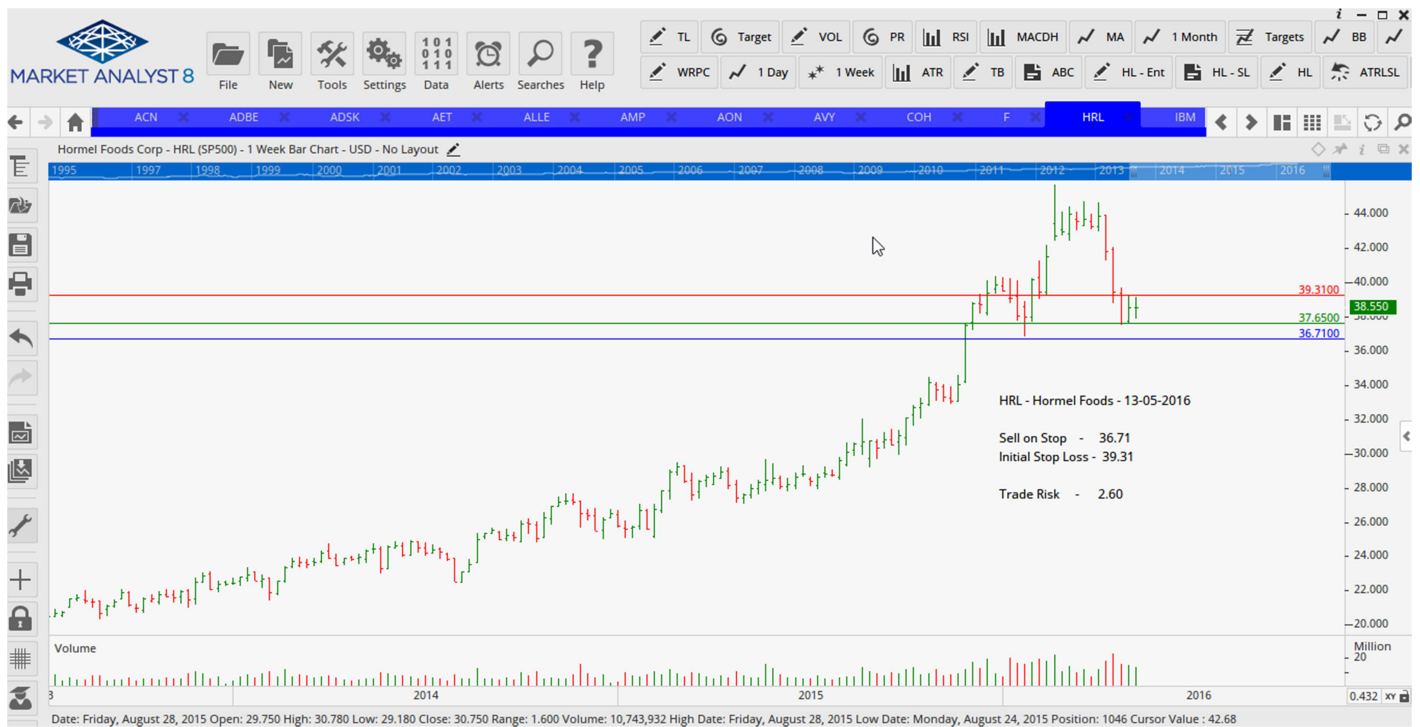 i
TL Target VOL PR RSI MACDH MA 1 Month Targets BB
MARKET ANALYST 8
File New Tools Settings Data Alerts Searches Help
WRPC 1 Day 1 Week ATR TB ABC HL - Ent HL - SL HL ATRLSL
ACN ADBE ADSK AET ALLE AMP AON AVY COH F HRL IBM
Hormel Foods Corp - HRL (SP500) - 1 Week Bar Chart - USD - No Layout
1995 1997 1998 1999 2000 2001 2002 2003 2004 2005 2006 2007 2008 2009 2010 2011 2012 2013 2014 2015 2016
44.000
42.000
40.000
39.3100
38.550
38.000
37.6500
36.7100
36.000
34.000
HRL - Hormel Foods - 13-05-2016
32.000
Sell on Stop - 36.71
Initial Stop Loss - 39.31
30.000
Trade Risk - 2.60
28.000
26.000
24.000
22.000
20.000
Volume
Million
20
3 2014 2015 2016
0.432 XY
Date: Friday, August 28, 2015 Open: 29.750 High: 30.780 Low: 29.180 Close: 30.750 Range: 1.600 Volume: 10,743,932 High Date: Friday, August 28, 2015 Low Date: Monday, August 24, 2015 Position: 1046 Cursor Value : 42.68